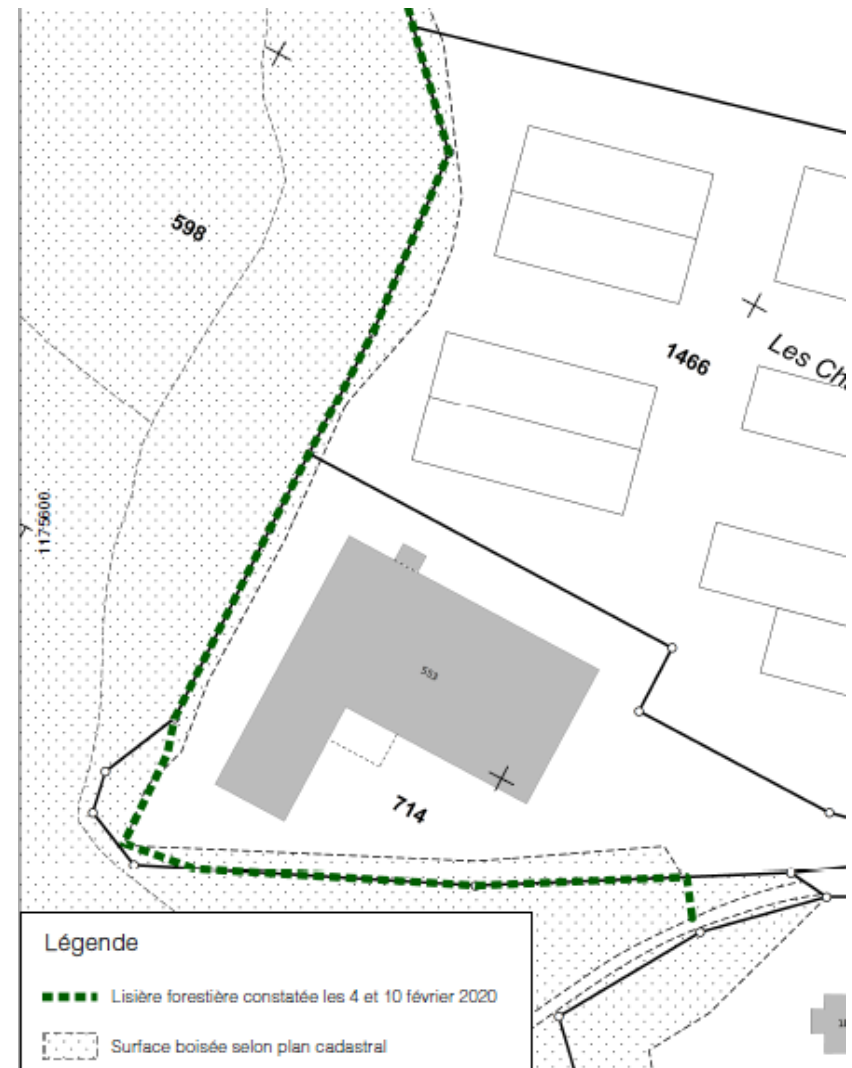 598
1466
Les Ch
1175600
553
714
Légende
Lisière forestière constatée les 4 et 10 février 2020
Surface boisée selon plan cadastral